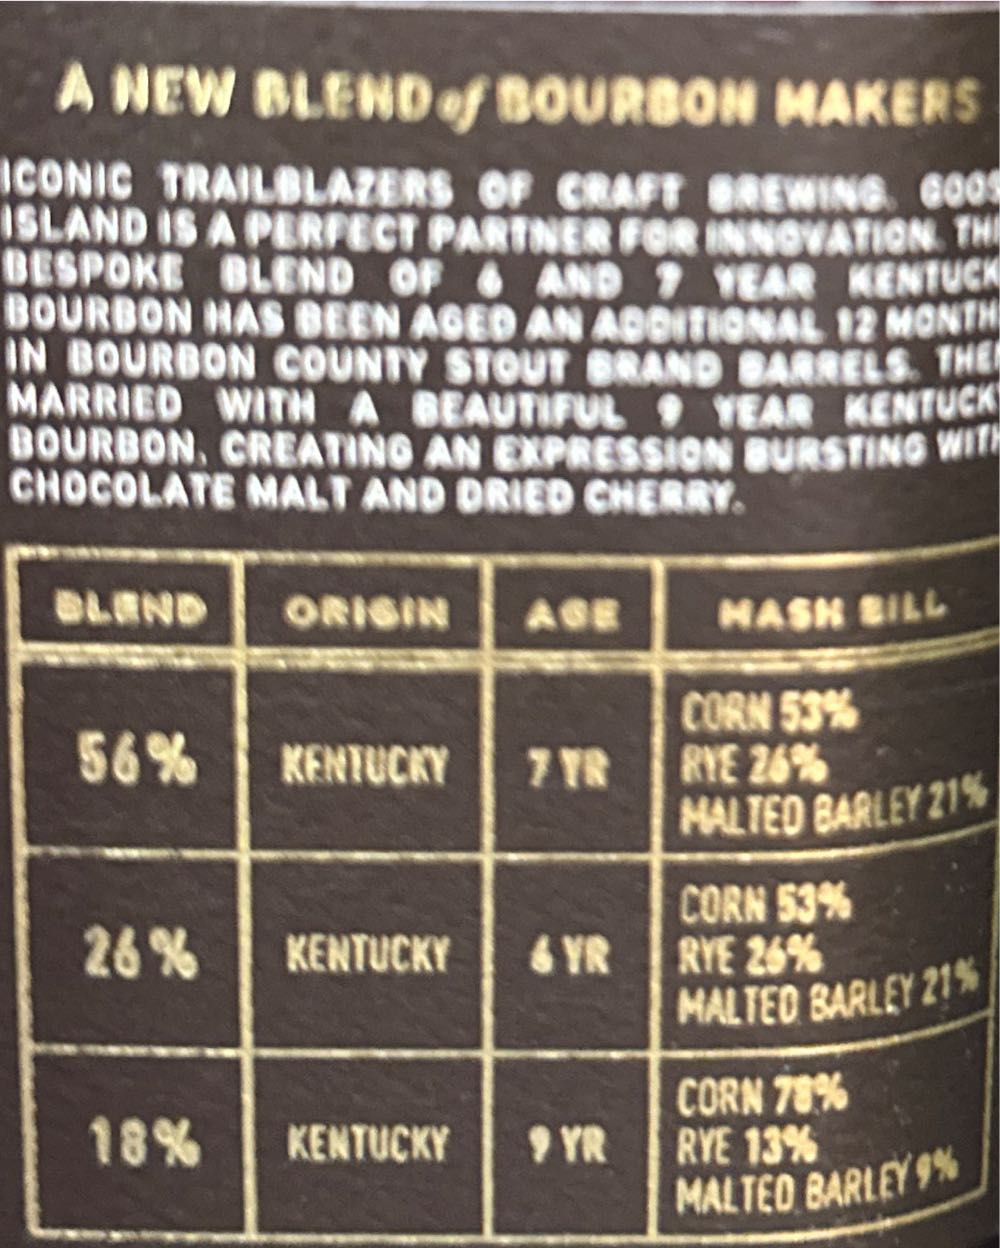 A NEW BLEND of BOURBON MAKERS
ICONIC TRAILBLAZERS OF CRAFT BREWING, GOOS
ISLAND IS A PERFECT PARTNER FOR INNOVATION. THI
BESPOKE BLEND OF 6 AND 7 YEAR KENTUCK
BOURBON HAS BEEN AGED AN ADDITIONAL 12 MONTH
IN BOURBON COUNTY STOUT BRAND BARRELS. THE
MARRIED WITH A BEAUTIFUL 9 YEAR KENTUCK
BOURBON, CREATING AN EXPRESSION BURSTING WITH
CHOCOLATE MALT AND DRIED CHERRY.
BLEND ORIGIN AGE MASH BILL
56% KENTUCKY 7 YR CORN 53%
RYE 26%
MALTED BARLEY 21%
26% KENTUCKY 6 YR CORN 53%
RYE 26%
MALTED BARLEY 21%
18% KENTUCKY 9 YR CORN 78%
RYE 13%
MALTED BARLEY 9%